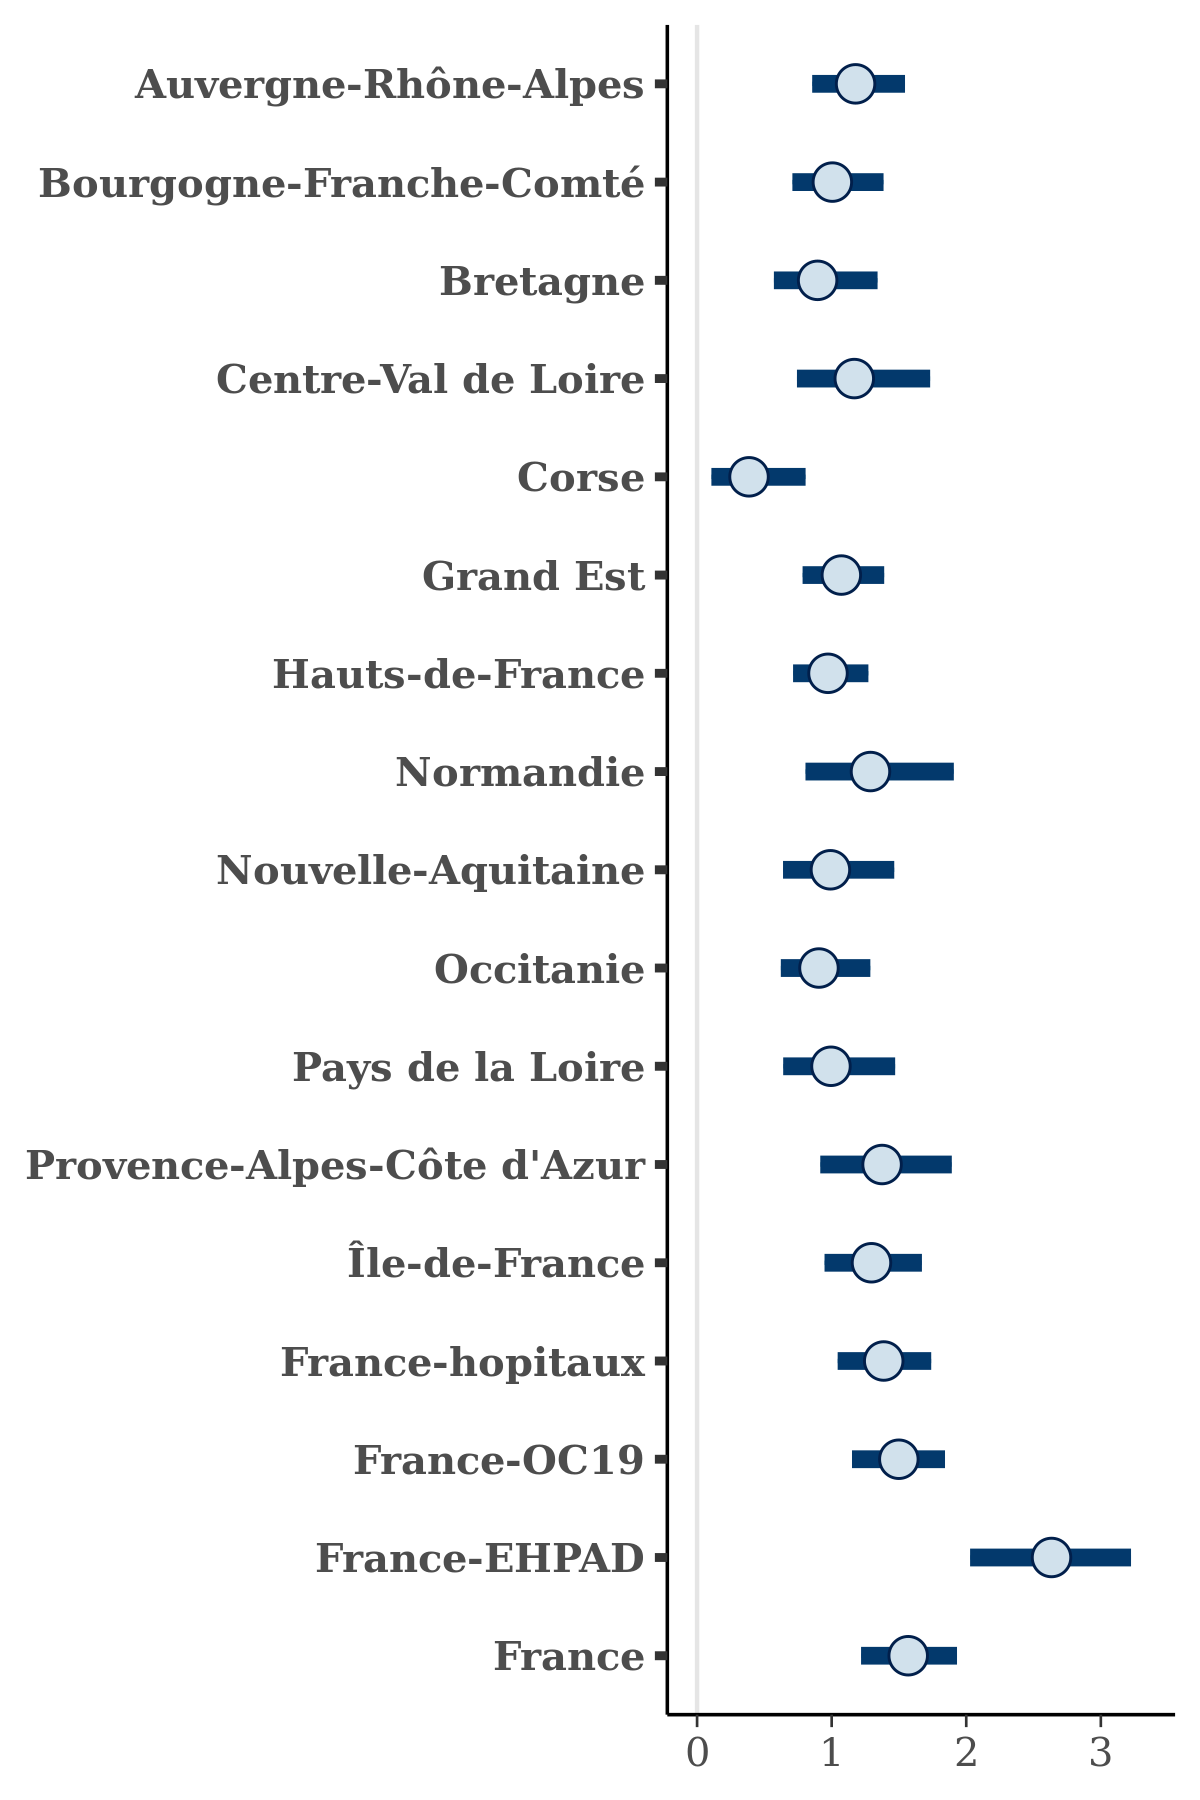 Auvergne-Rhône-Alpes
Bourgogne-Franche-Comté
Bretagne
Centre-Val de Loire
Corse
Grand Est
Hauts-de-France
Normandie
Nouvelle-Aquitaine
Occitanie
Pays de la Loire
Provence-Alpes-Côte d'Azur
Île-de-France
France-hopitaux
France-OC19
France-EHPAD
France
0 1 2 3